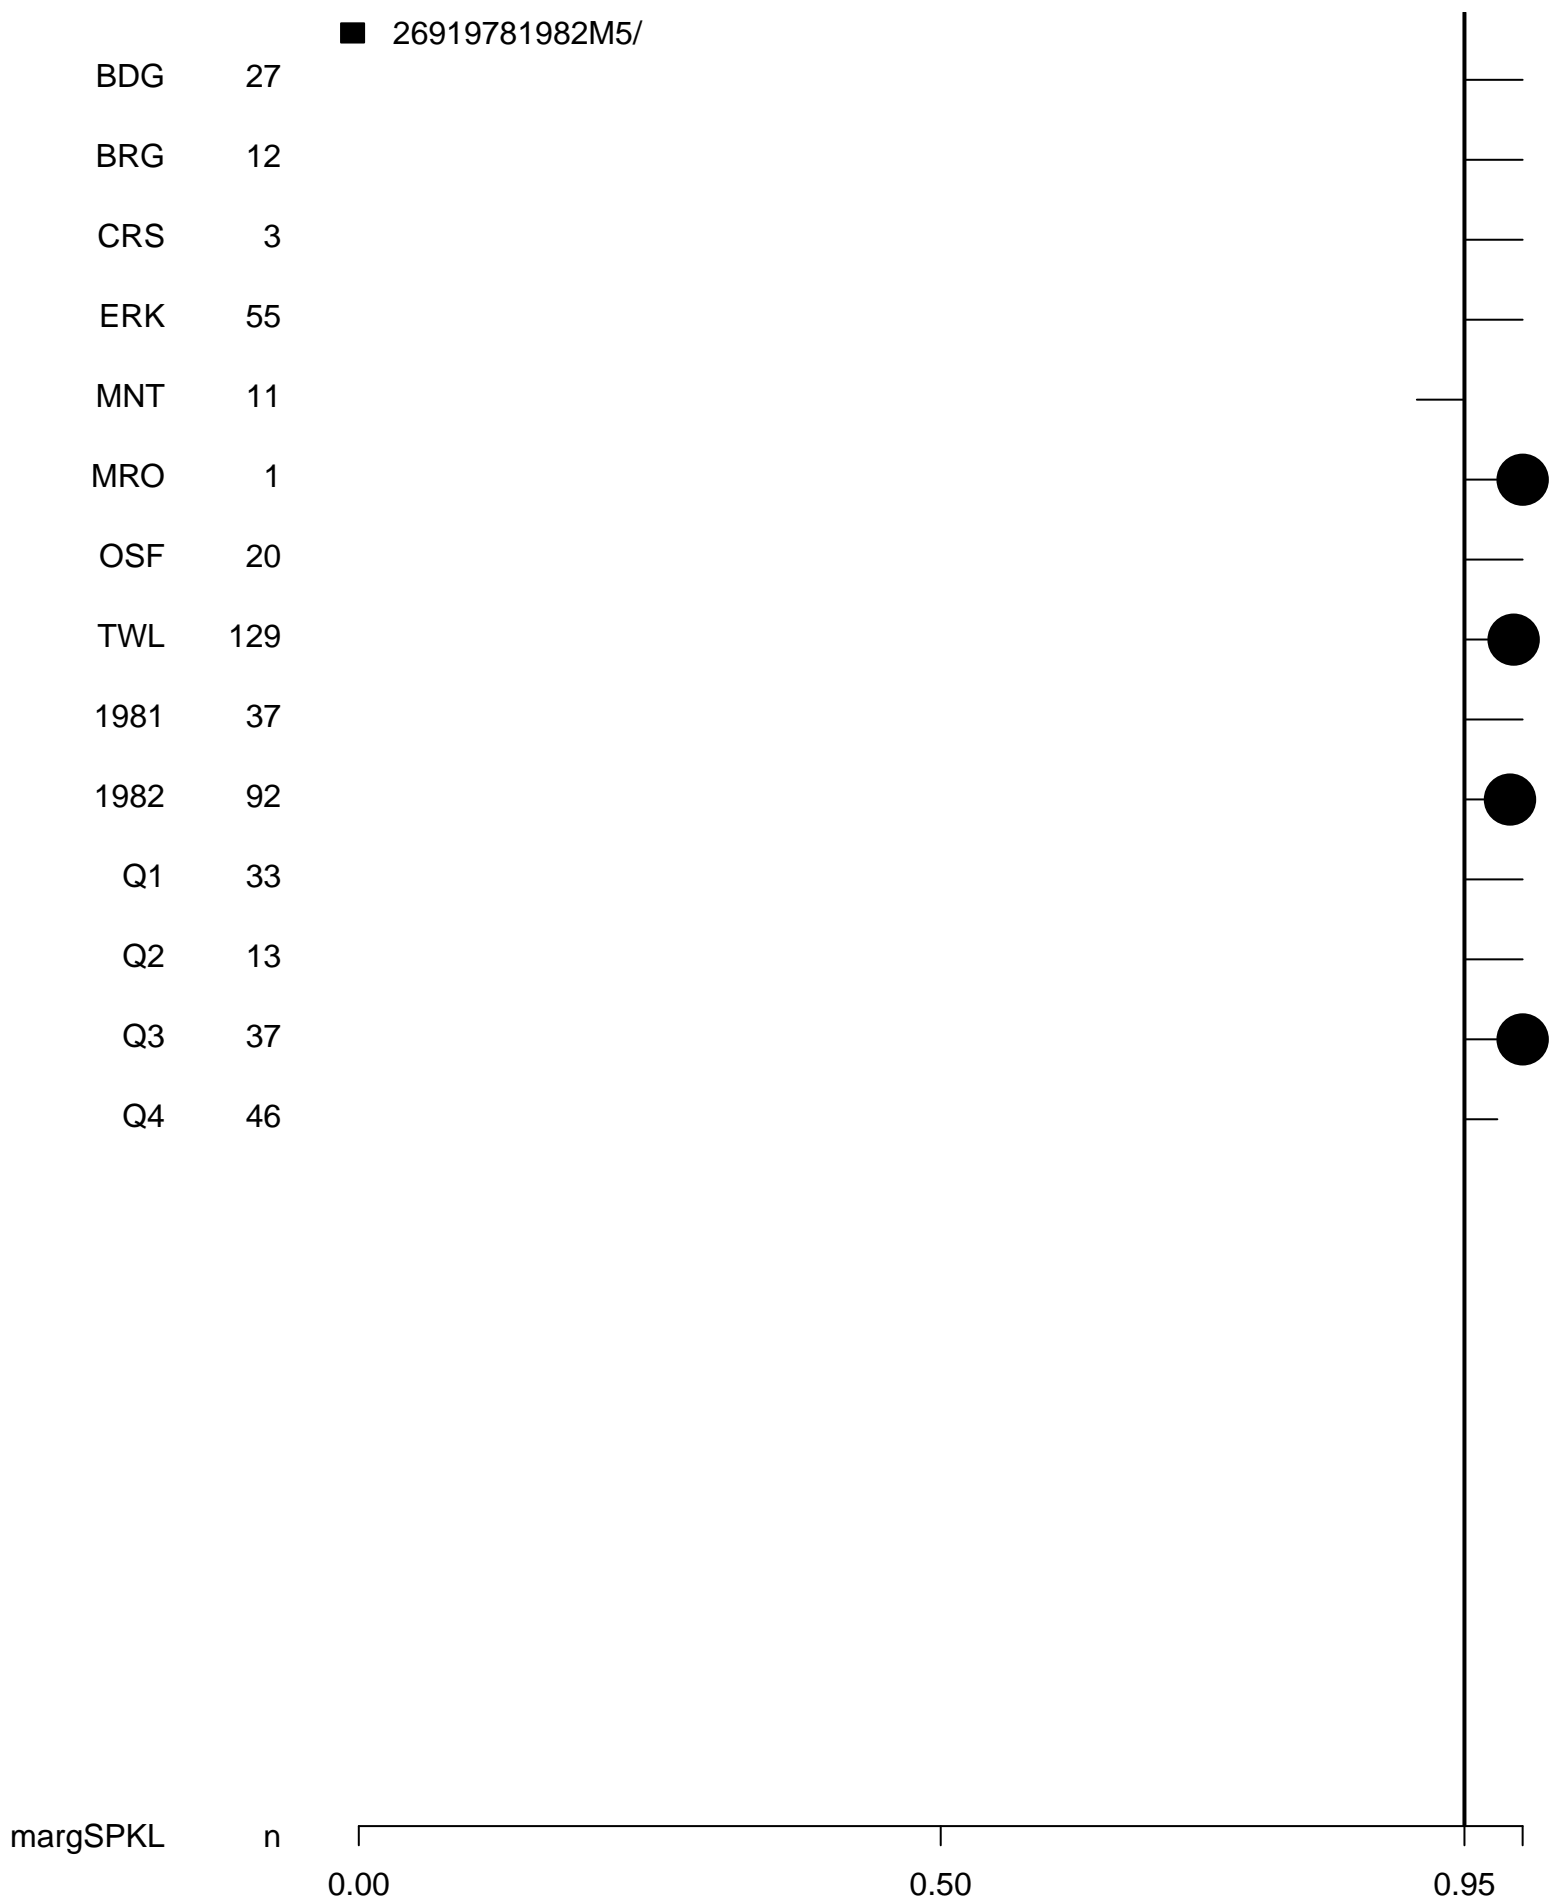 26919781982M5/
BDG 27
BRG 12
CRS 3
ERK 55
MNT 11
MRO 1
OSF 20
TWL 129
1981 37
1982 92
Q1 33
Q2 13
Q3 37
Q4 46
margSPKL n
0.00 0.50 0.95